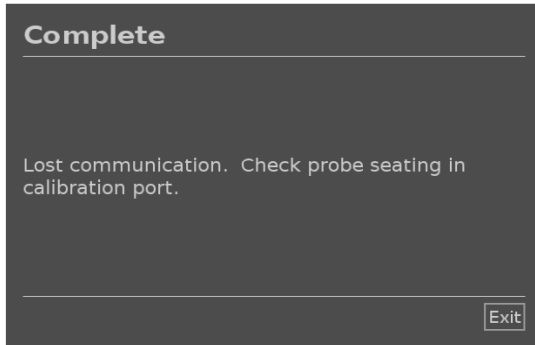 Complete
Lost communication.  Check probe seating in
calibration port.
Exit